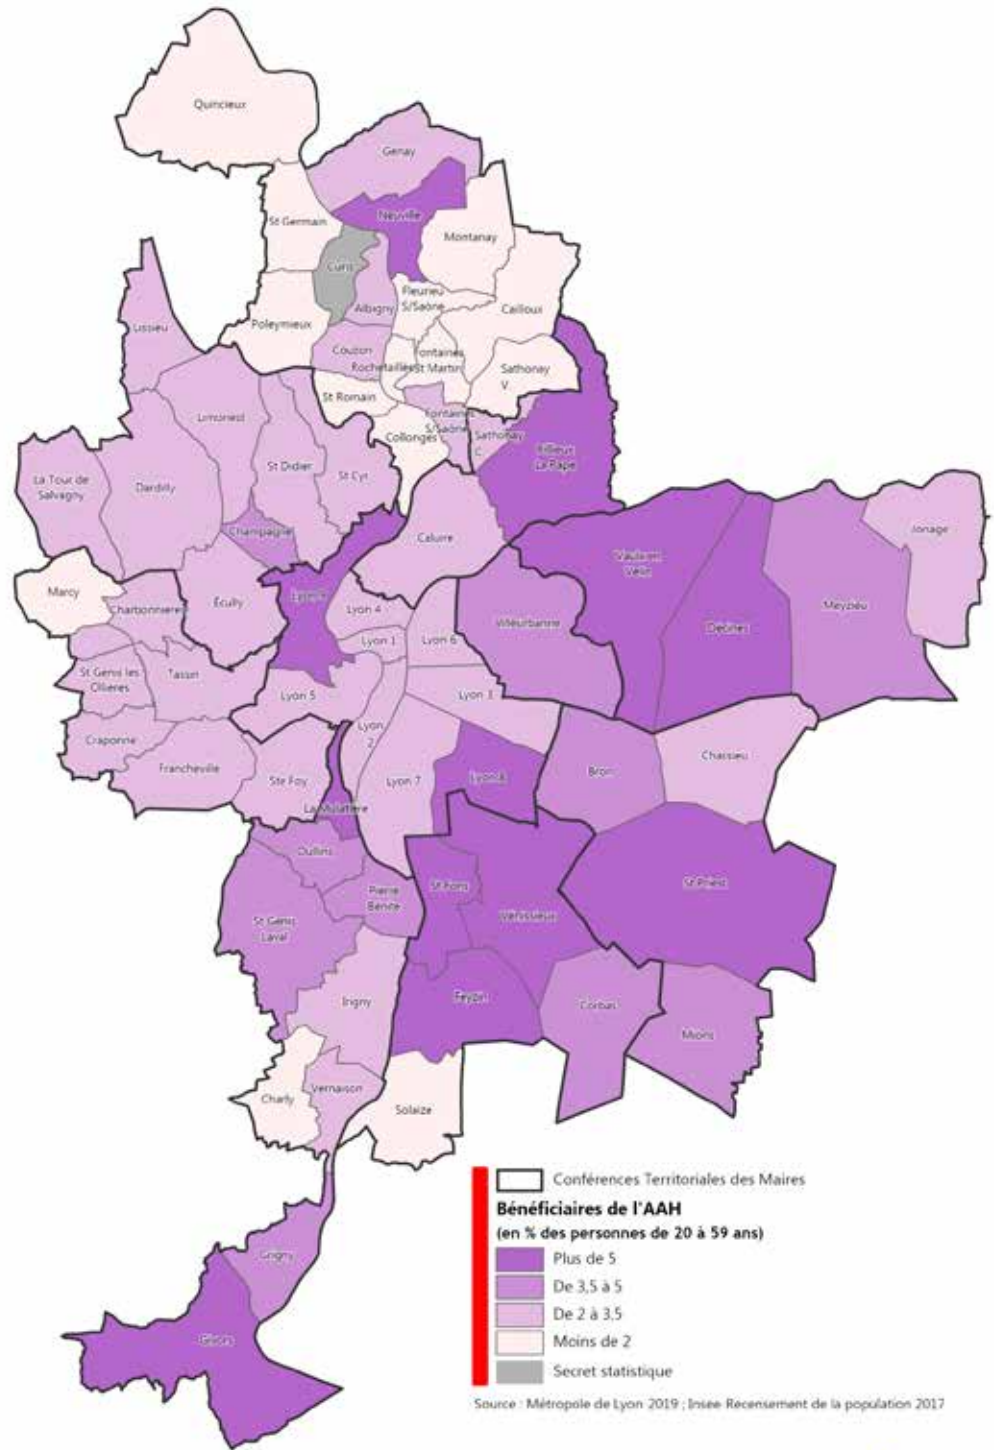 Quincieux
Genay
Neuville
St Germain
Montanay
Curis
Fleurieu
S/Saône
Albigny
Cailloux
Lissieu
Poleymieux
Couzon
Fontaines
St Martin
Rochetaillée
Sathonay
V
St Romain
Limonest
Fontaines
S/Saône
Collonges
Sathonay
C
Rillieux
La Pape
La Tour de
Salvagny
Dardilly
St Didier
St Cyr
Champagne
Caluire
Jonage
Vaulx en
Velin
Marcy
Charbonnières
Écully
Lyon 9
Lyon 4
Meyzieu
Villeurbanne
Décines
Lyon 1
Lyon 6
St Genis les
Ollières
Tassin
Lyon 5
Lyon 3
Lyon
2
Craponne
Francheville
Ste Foy
Lyon 7
Lyon 8
Bron
Chassieu
La Mulatière
Oullins
Pierre
Bénite
St Fons
St Priest
St Genis
Laval
Vénissieux
Irigny
Feyzin
Corbas
Mions
Charly
Vernaison
Solaize
Conférences Territoriales des Maires
Bénéficiaires de l'AAH
(en % des personnes de 20 à 59 ans)
Plus de 5
De 3,5 à 5
De 2 à 3,5
Moins de 2
Secret statistique
Grigny
Givors
Source : Métropole de Lyon 2019 ; Insee Recensement de la population 2017